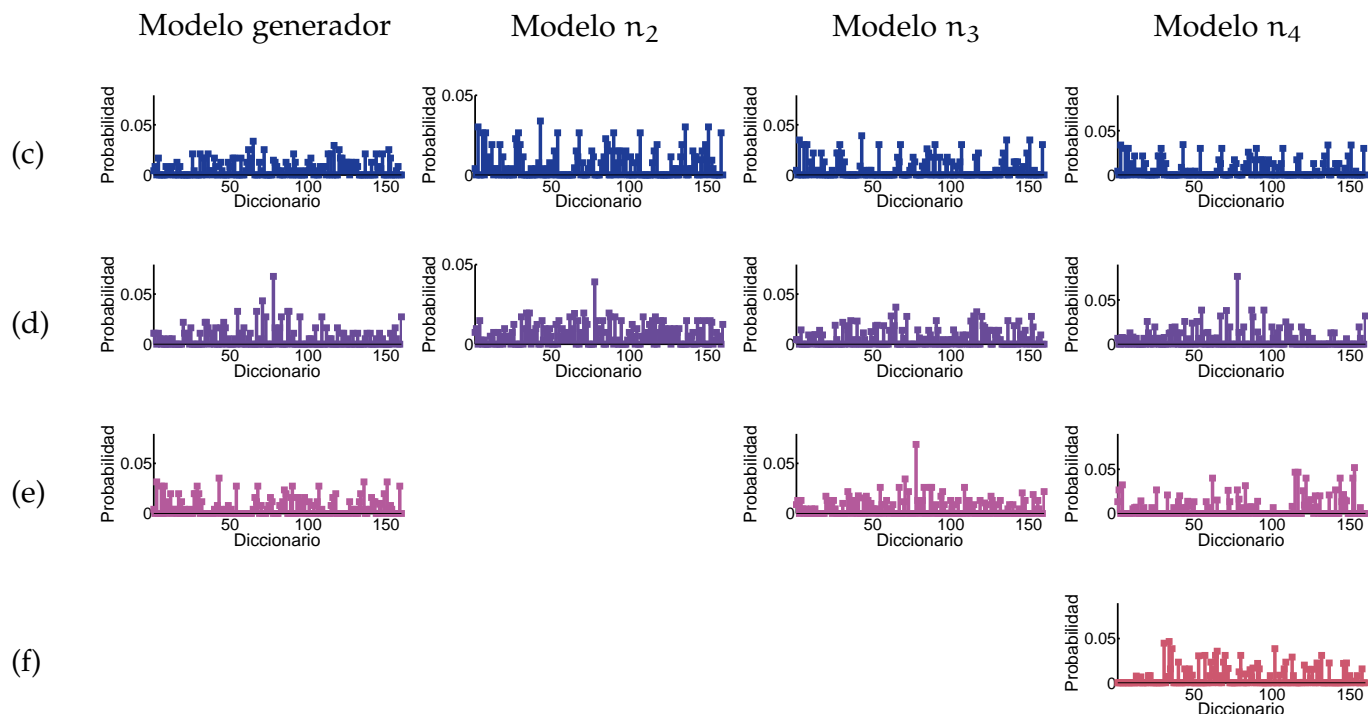 Modelo generador Modelo n2 Modelo n3 Modelo n4
(c)
Probabilidad 0.05 0 50 100 150 Diccionario
Probabilidad 0.05 0 50 100 150 Diccionario
Probabilidad 0.05 0 50 100 150 Diccionario
Probabilidad 0.05 0 50 100 150 Diccionario
(d)
Probabilidad 0.05 0 50 100 150 Diccionario
Probabilidad 0.05 0 50 100 150 Diccionario
Probabilidad 0.05 0 50 100 150 Diccionario
Probabilidad 0.05 0 50 100 150 Diccionario
(e)
Probabilidad 0.05 0 50 100 150 Diccionario
Probabilidad 0.05 0 50 100 150 Diccionario
Probabilidad 0.05 0 50 100 150 Diccionario
(f)
Probabilidad 0.05 0 50 100 150 Diccionario